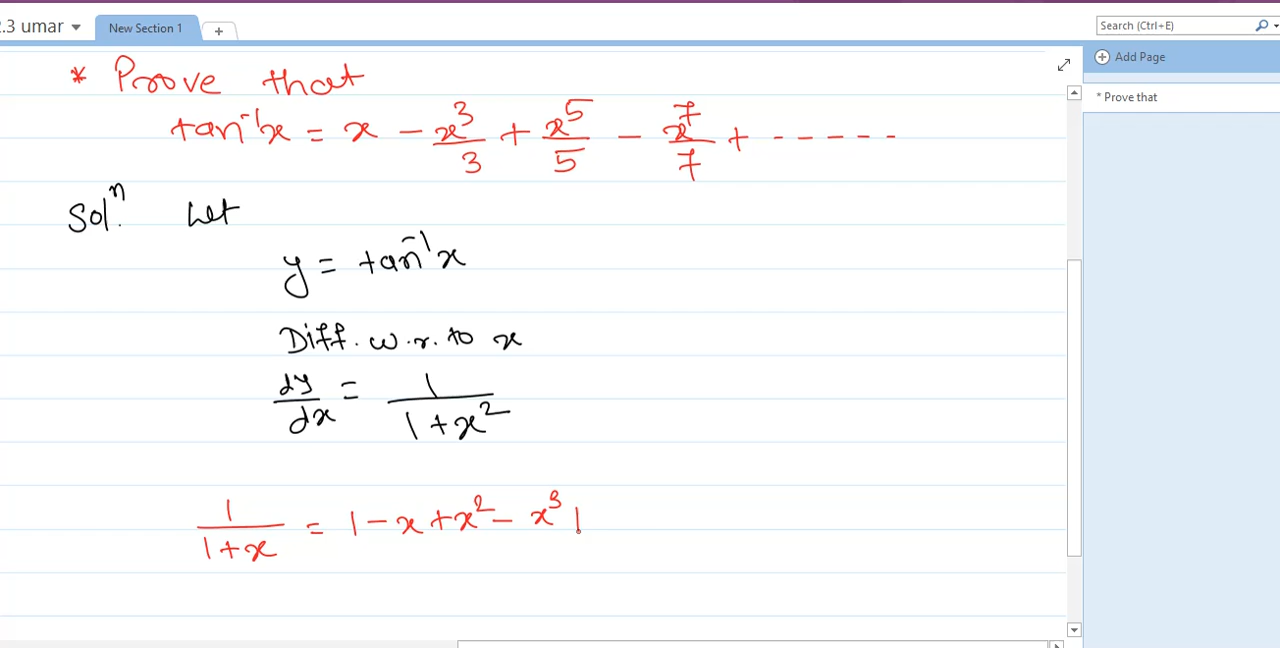 .3 umar
New Section 1
+
Search (Ctrl+E)
Add Page
* Prove that
* Prove that
tan⁻¹x = x - x³/3 + x⁵/5 - x⁷/7 + - - - - -
Solⁿ. Let
y = tan⁻¹x
Diff. w.r. to x
dy/dx = 1/(1+x²)
1/(1+x) = 1 - x + x² - x³